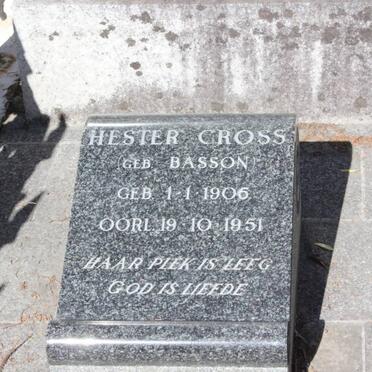 HESTER CROSS
(GEB. BASSON)
GEB. 1-1-1906
OORL. 19-10-1951
HAAR PLEK IS LEEG
GOD IS LIEFDE